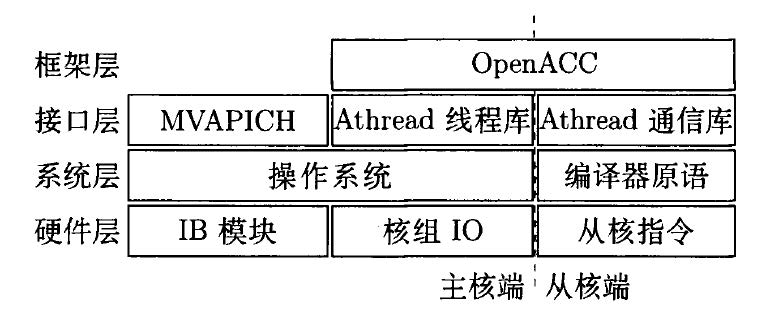 框架层 OpenACC
接口层 MVAPICH Athread 线程库 Athread 通信库
系统层 操作系统 编译器原语
硬件层 IB 模块 核组 IO 从核指令
主核端 从核端